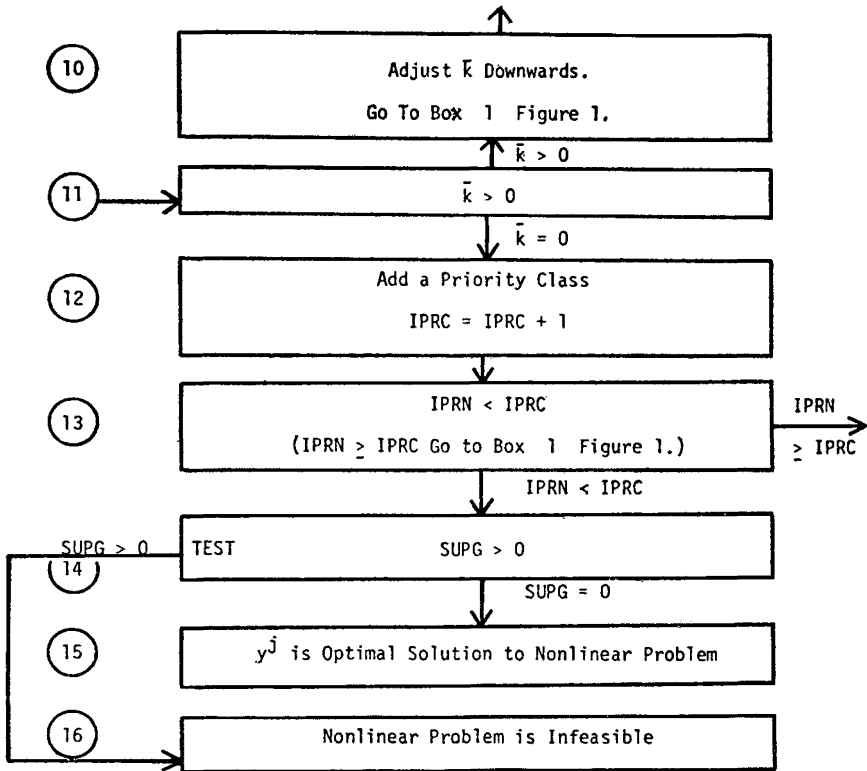 10
Adjust k̄ Downwards.
Go To Box 1 Figure 1.
k̄ > 0
11
k̄ > 0
k̄ = 0
12
Add a Priority Class
IPRC = IPRC + 1
13
IPRN < IPRC
(IPRN ≥ IPRC Go to Box 1 Figure 1.)
IPRN
≥ IPRC
IPRN < IPRC
SUPG > 0
14
TEST
SUPG > 0
SUPG = 0
15
y^j is Optimal Solution to Nonlinear Problem
16
Nonlinear Problem is Infeasible